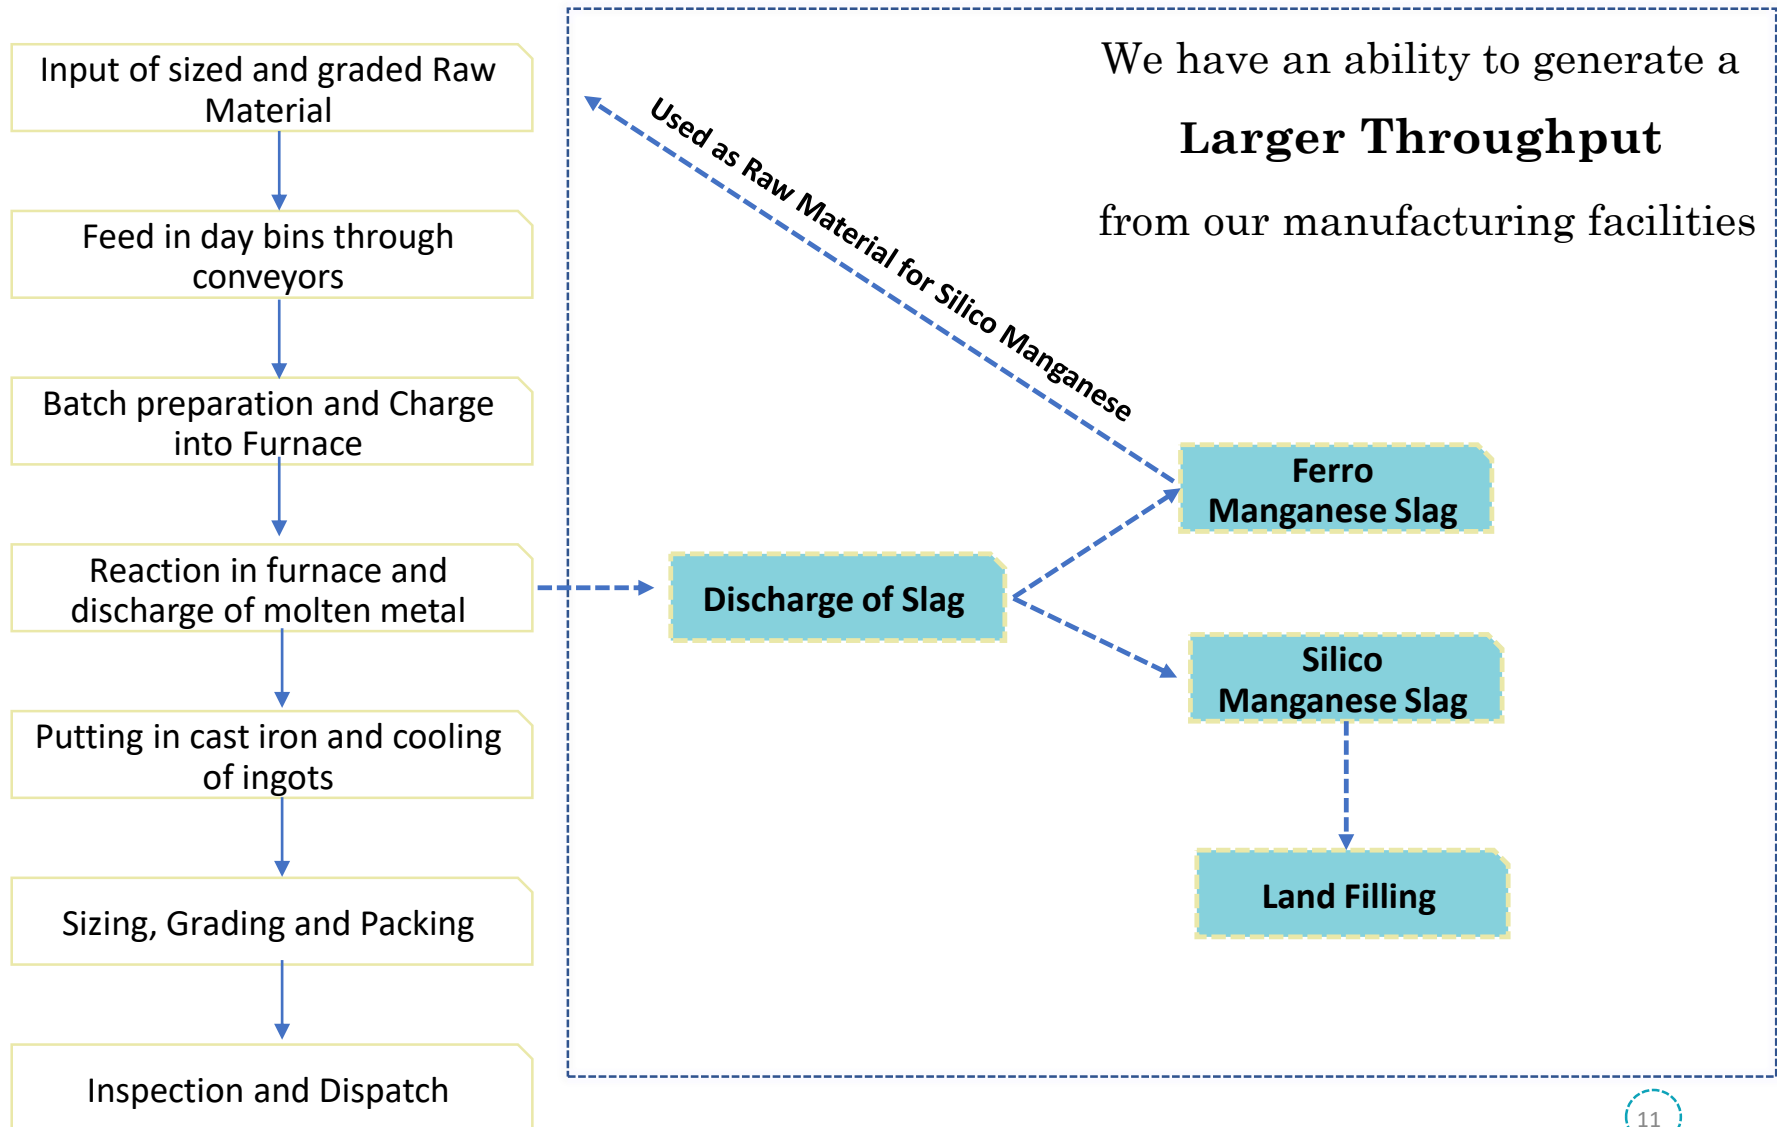 Input of sized and graded Raw
Material
Feed in day bins through
conveyors
Batch preparation and Charge
into Furnace
Reaction in furnace and
discharge of molten metal
Putting in cast iron and cooling
of ingots
Sizing, Grading and Packing
Inspection and Dispatch
We have an ability to generate a
Larger Throughput
from our manufacturing facilities
Used as Raw Material for Silico Manganese
Ferro
Manganese Slag
Discharge of Slag
Silico
Manganese Slag
Land Filling
11